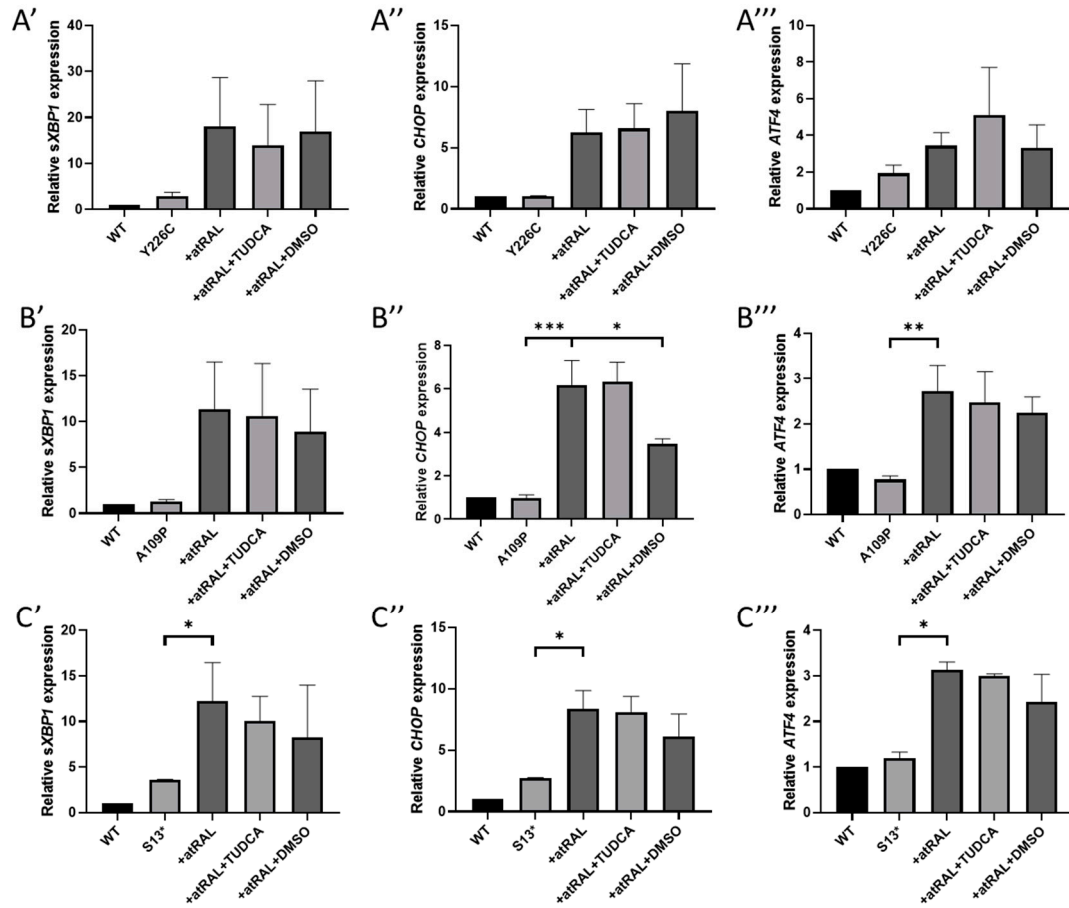 A’
Relative sXBP1 expression
40
30
20
10
0
WT
Y226C
+atRAL
+atRAL+TUDCA
+atRAL+DMSO
A’’
Relative CHOP expression
15
10
5
0
WT
Y226C
+atRAL
+atRAL+TUDCA
+atRAL+DMSO
A’’’
Relative ATF4 expression
10
8
6
4
2
0
WT
Y226C
+atRAL
+atRAL+TUDCA
+atRAL+DMSO
B’
Relative sXBP1 expression
20
15
10
5
0
WT
A109P
+atRAL
+atRAL+TUDCA
+atRAL+DMSO
B’’
Relative CHOP expression
8
6
4
2
0
***
*
WT
A109P
+atRAL
+atRAL+TUDCA
+atRAL+DMSO
B’’’
Relative ATF4 expression
4
3
2
1
0
**
WT
A109P
+atRAL
+atRAL+TUDCA
+atRAL+DMSO
C’
Relative sXBP1 expression
20
15
10
5
0
*
WT
S13*
+atRAL
+atRAL+TUDCA
+atRAL+DMSO
C’’
Relative CHOP expression
15
10
5
0
*
WT
S13*
+atRAL
+atRAL+TUDCA
+atRAL+DMSO
C’’’
Relative ATF4 expression
4
3
2
1
0
*
WT
S13*
+atRAL
+atRAL+TUDCA
+atRAL+DMSO